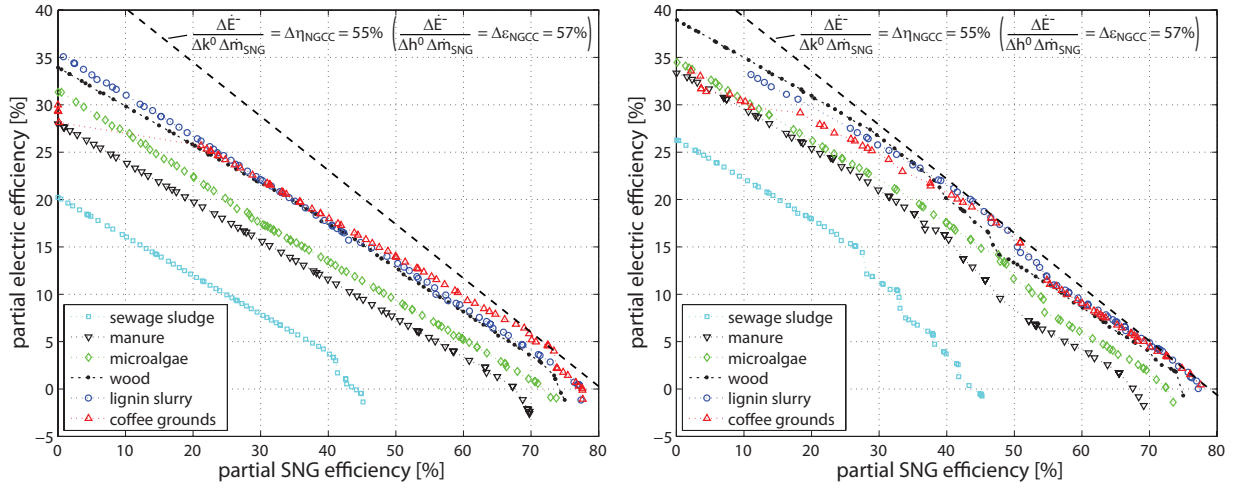 40
35
30
25
20
15
10
5
0
−5
0 10 20 30 40 50 60 70 80
partial electric efficiency [%]
partial SNG efficiency [%]
ΔĖ⁻ / Δk⁰ Δṁ_SNG = Δη_NGCC = 55% (ΔĖ⁻ / Δh⁰ Δṁ_SNG = Δε_NGCC = 57%)
sewage sludge
manure
microalgae
wood
lignin slurry
coffee grounds
40
35
30
25
20
15
10
5
0
−5
0 10 20 30 40 50 60 70 80
partial electric efficiency [%]
partial SNG efficiency [%]
ΔĖ⁻ / Δk⁰ Δṁ_SNG = Δη_NGCC = 55% (ΔĖ⁻ / Δh⁰ Δṁ_SNG = Δε_NGCC = 57%)
sewage sludge
manure
microalgae
wood
lignin slurry
coffee grounds